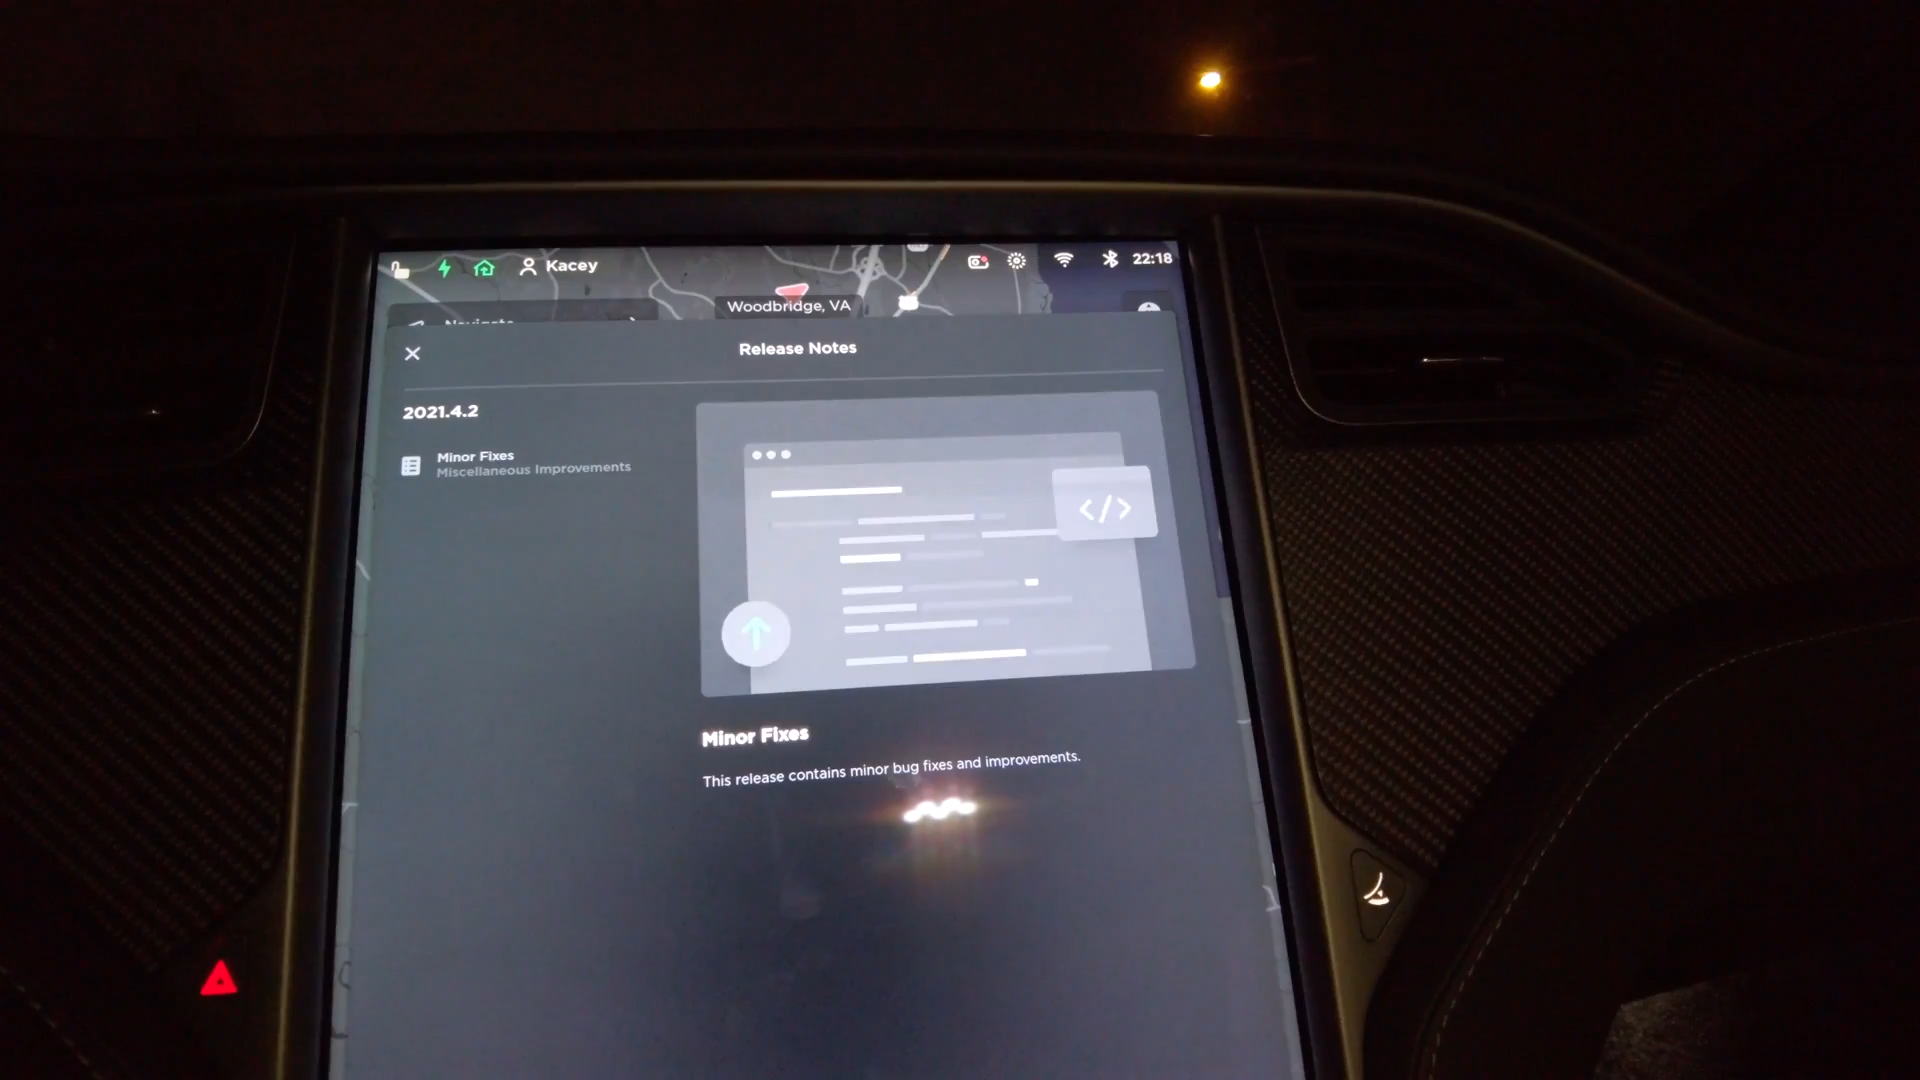 Kacey
22:18
Woodbridge, VA
Navigate
Release Notes
2021.4.2
Minor Fixes
Miscellaneous Improvements
</>
Minor Fixes
This release contains minor bug fixes and improvements.